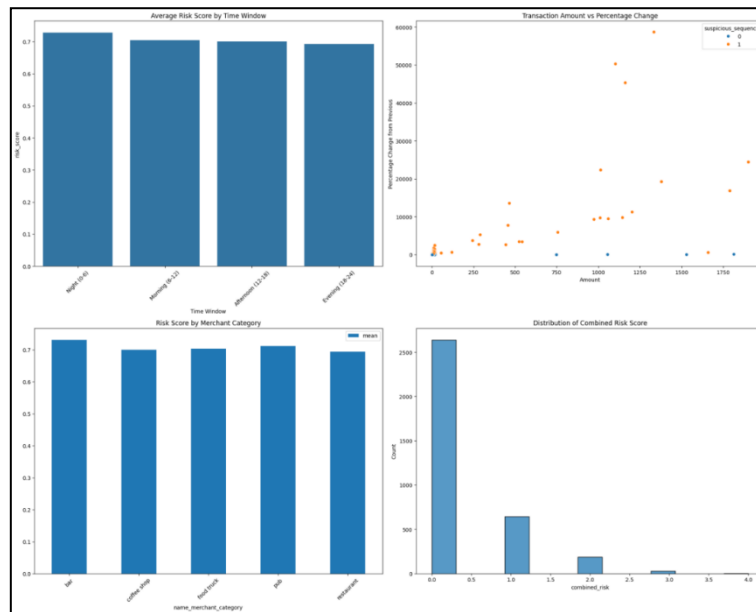 Average Risk Score by Time Window
0.7
0.6
0.5
0.4
0.3
0.2
0.1
0.0
risk_score
Night (0-6)
Morning (6-12)
Afternoon (12-18)
Evening (18-24)
Time Window
Transaction Amount vs Percentage Change
suspicious_sequence
0
1
60000
50000
40000
30000
20000
10000
0
Percentage Change from Previous
0
250
500
750
1000
1250
1500
1750
Amount
Risk Score by Merchant Category
mean
0.7
0.6
0.5
0.4
0.3
0.2
0.1
0.0
bar
coffee shop
food truck
pub
restaurant
name_merchant_category
Distribution of Combined Risk Score
2500
2000
1500
1000
500
0
Count
0.0
0.5
1.0
1.5
2.0
2.5
3.0
3.5
4.0
combined_risk